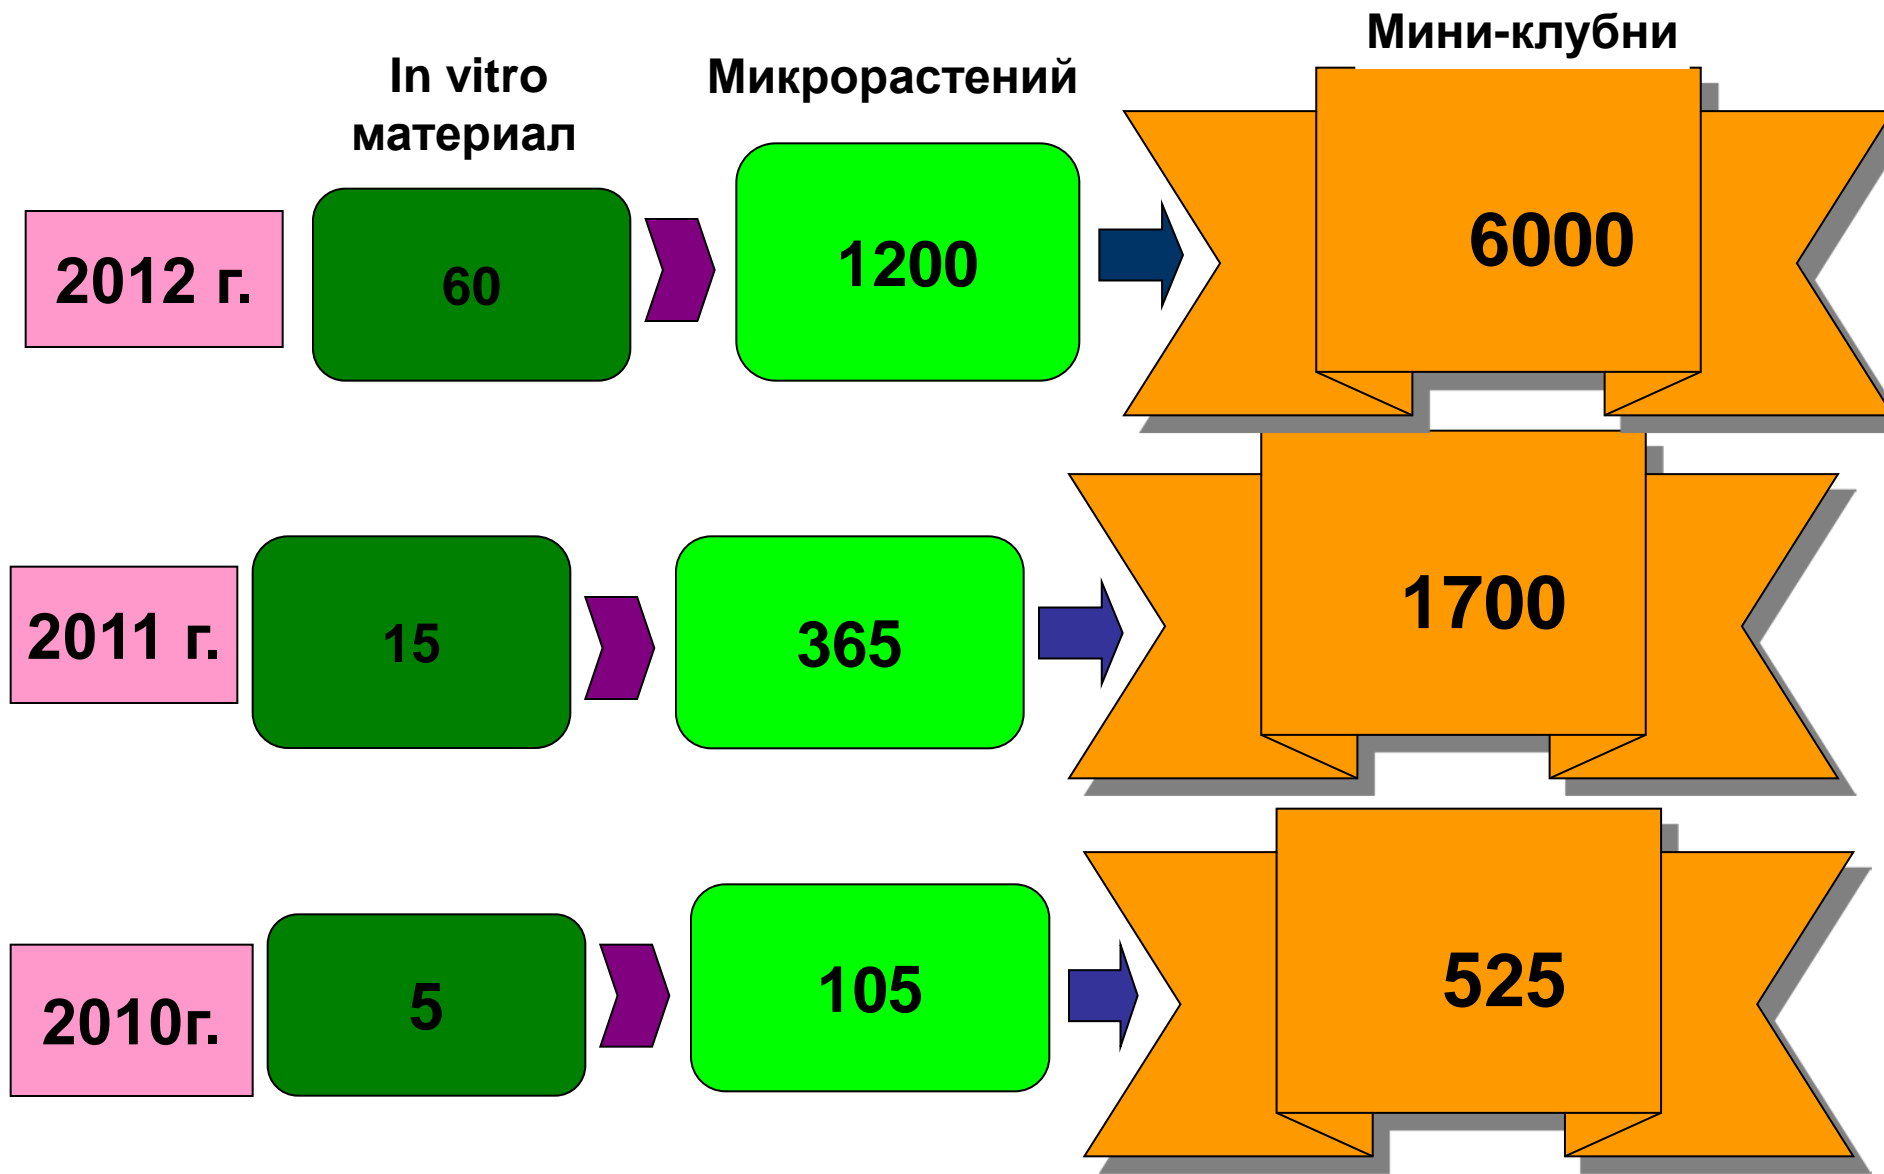 Мини-клубни
In vitro
материал
Микрорастений
2012 г.
60
1200
6000
2011 г.
15
365
1700
2010г.
5
105
525